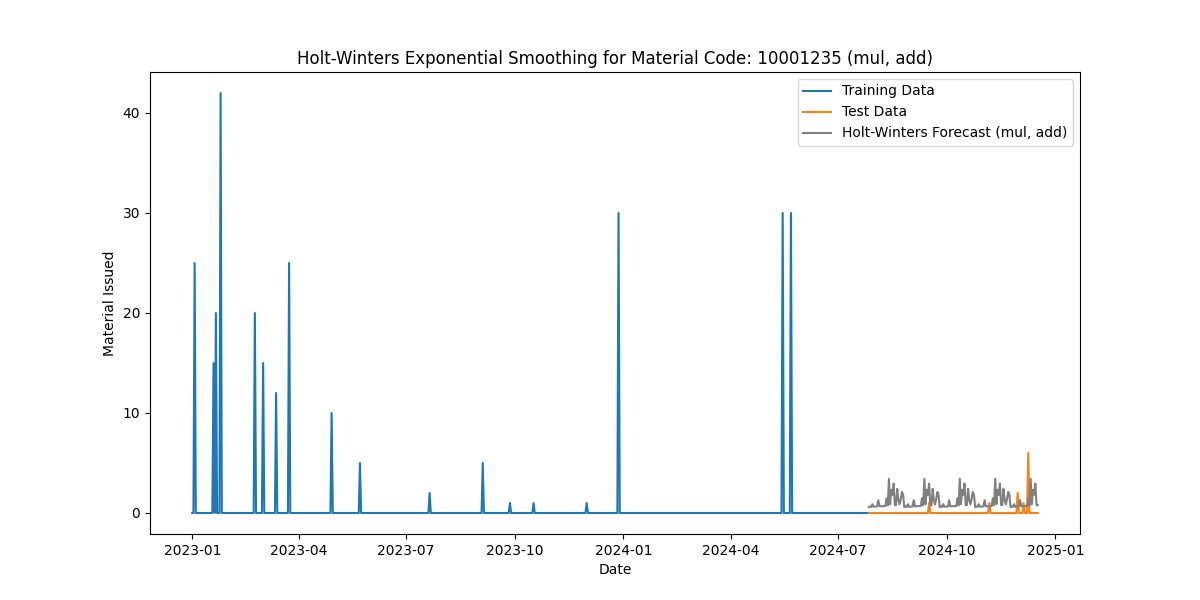 Holt-Winters Exponential Smoothing for Material Code: 10001235 (mul, add)
Training Data
Test Data
Holt-Winters Forecast (mul, add)
Material Issued
40
30
20
10
0
2023-01 2023-04 2023-07 2023-10 2024-01 2024-04 2024-07 2024-10 2025-01
Date